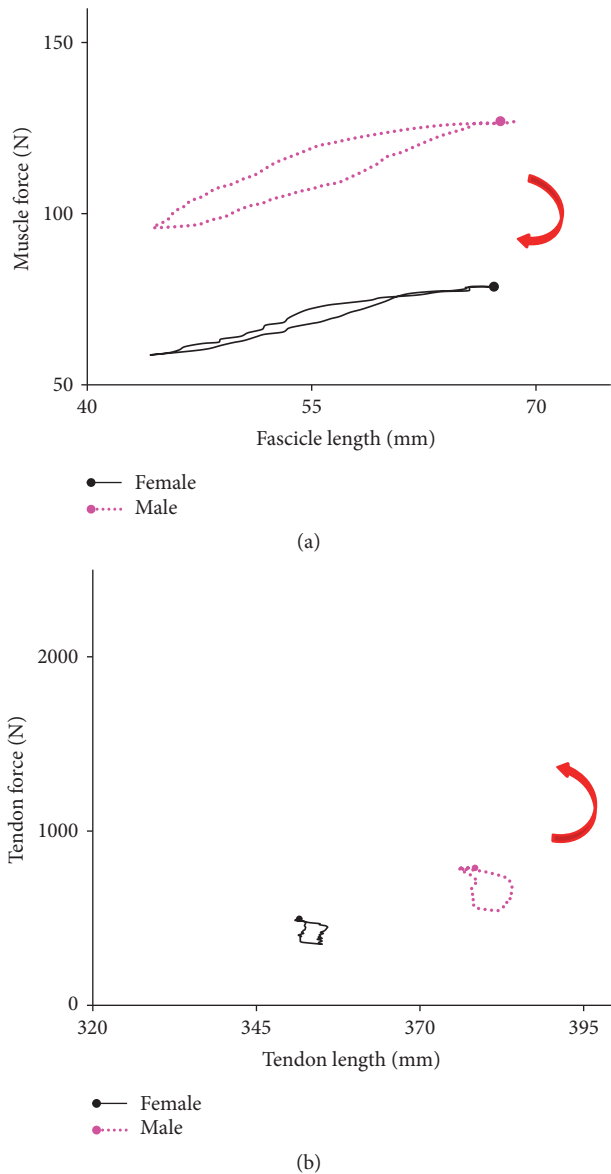 150
100
50
Muscle force (N)
40 55 70
Fascicle length (mm)
Female
Male
(a)
2000
1000
0
Tendon force (N)
320 345 370 395
Tendon length (mm)
Female
Male
(b)